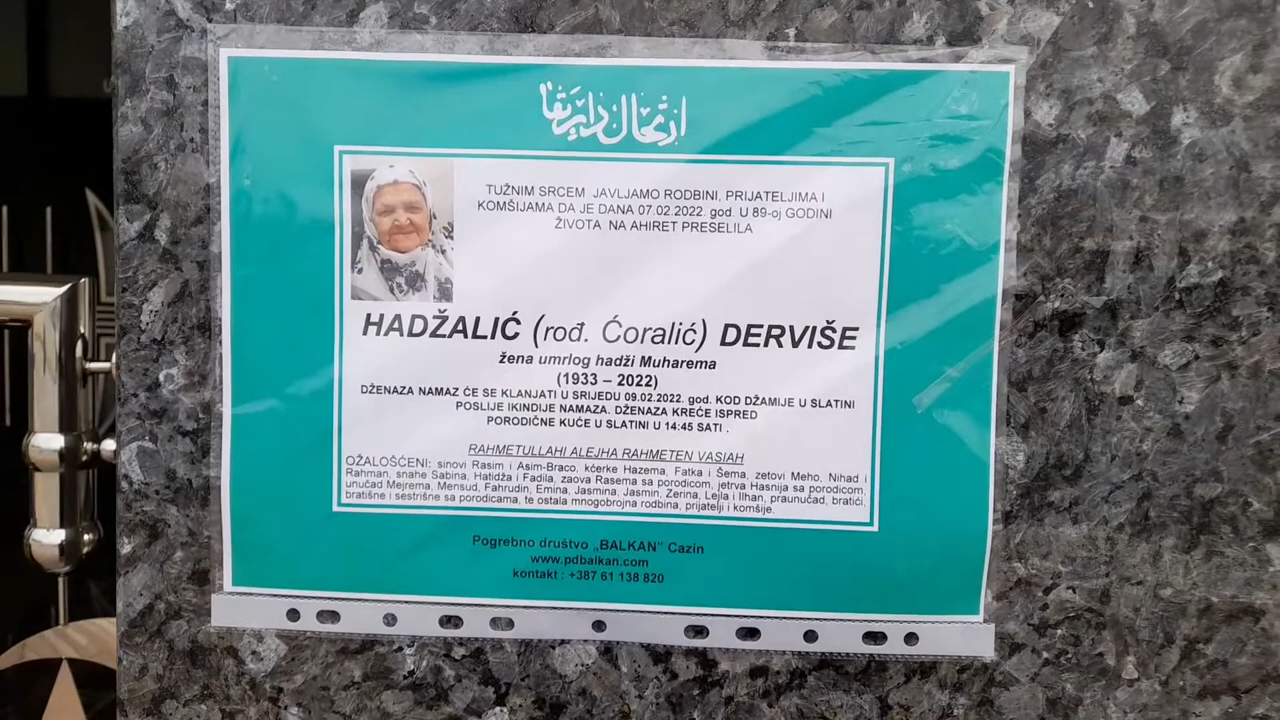 ارتحال دار بقا
TUŽNIM SRCEM JAVLJAMO RODBINI, PRIJATELJIMA I
KOMŠIJAMA DA JE DANA 07.02.2022. god. U 89-oj GODINI
ŽIVOTA NA AHIRET PRESELILA
HADŽALIĆ (rođ. Ćoralić) DERVIŠE
žena umrlog hadži Muharema
(1933 – 2022)
DŽENAZA NAMAZ ĆE SE KLANJATI U SRIJEDU 09.02.2022. god. KOD DŽAMIJE U SLATINI
POSLIJE IKINDIJE NAMAZA. DŽENAZA KREĆE ISPRED
PORODIČNE KUĆE U SLATINI U 14:45 SATI .
RAHMETULLAHI ALEJHA RAHMETEN VASIAH
OŽALOŠĆENI: sinovi Rasim i Asim-Braco, kćerke Hazema, Fatka i Šema, zetovi Meho, Nihad i
Rahman, snahe Sabina, Hatidža i Fadila, zaova Rasema sa porodicom, jetrva Hasnija sa porodicom,
unučad Mejrema, Mensud, Fahrudin, Emina, Jasmina, Jasmin, Zerina, Lejla i Ilhan, praunučad, bratići,
bratišne i sestrišne sa porodicama, te ostala mnogobrojna rodbina, prijatelji i komšije.
Pogrebno društvo „BALKAN" Cazin
www.pdbalkan.com
kontakt : +387 61 138 820